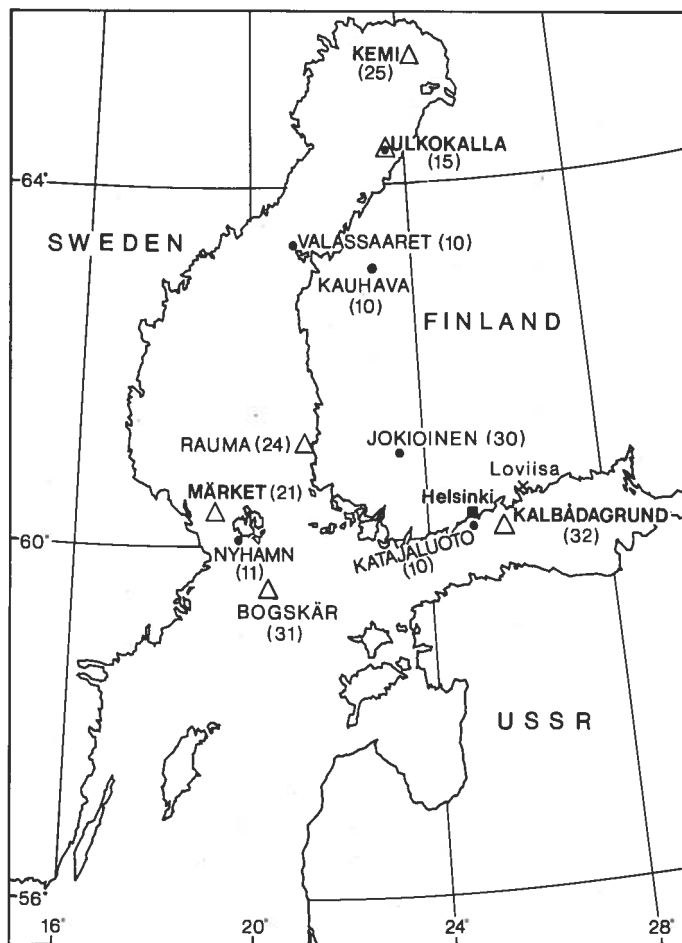 KEMI
(25)
ULKOKALLA
(15)
64°
SWEDEN
VALASSAARET (10)
KAUHAVA
(10)
FINLAND
RAUMA (24)
JOKIOINEN (30)
Loviisa
MÄRKET (21)
Helsinki
KALBÅDAGRUND
(32)
60°
NYHAMN
(11)
KATAJALUOTO
(10)
BOGSKÄR
(31)
USSR
56°
16° 20° 24° 28°